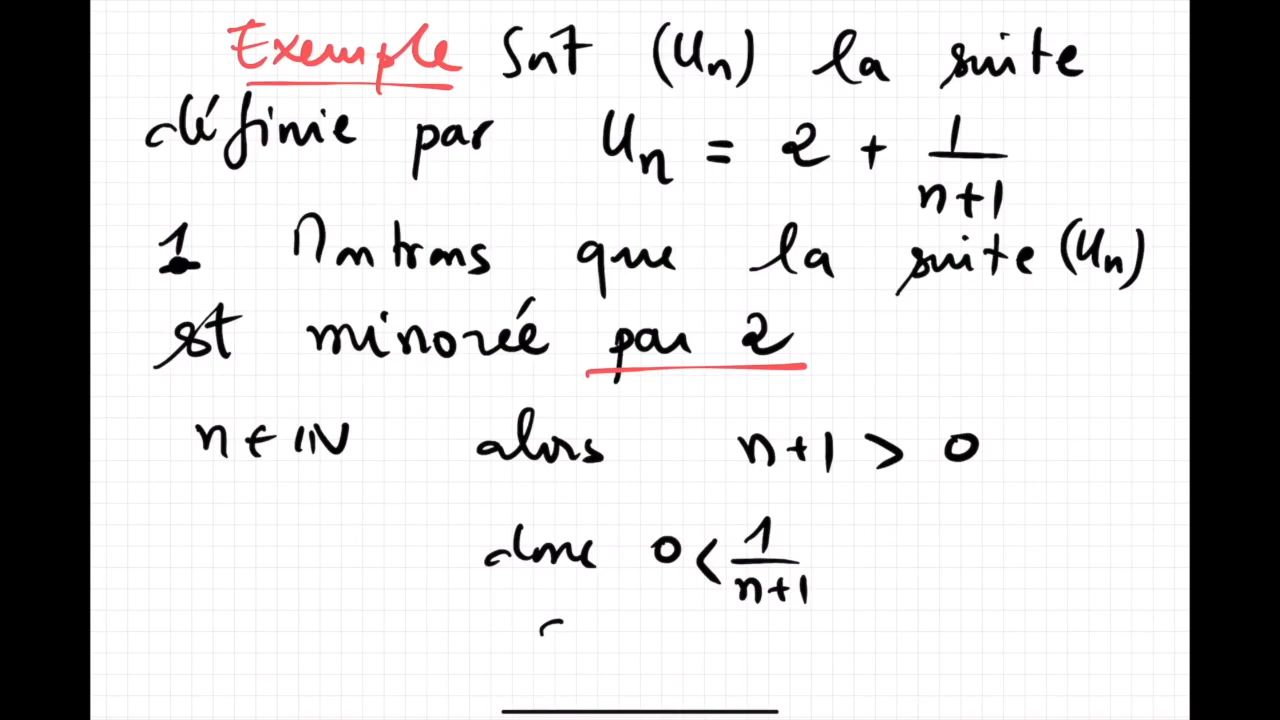 Exemple Soit (Un) la suite
définie par Un = 2 + 1/(n+1)
1 Montrons que la suite (Un)
est minorée par 2
n ∈ IN alors n+1 > 0
donc 0 < 1/(n+1)